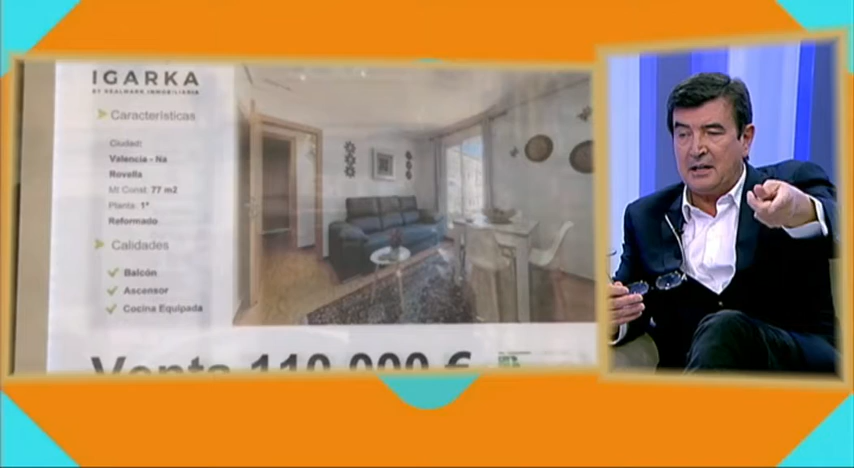 IGARKA
BY REALMARK INMOBILIARIA
Características
Ciudad:
Valencia - Na
Rovella
Mt Const: 77 m2
Planta: 1ª
Reformado
Calidades
Balcón
Ascensor
Cocina Equipada
Venta 110.000 €